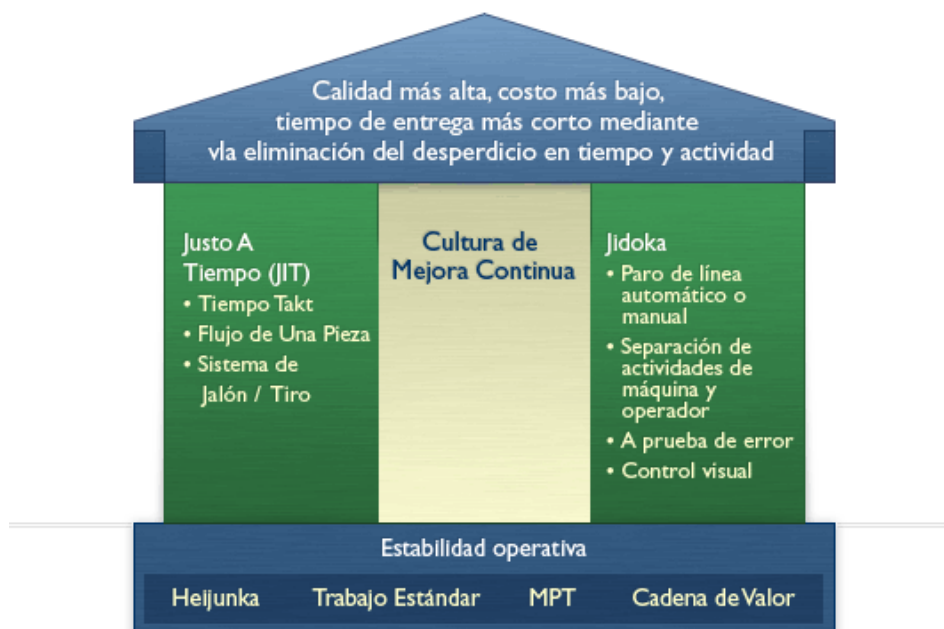 Calidad más alta, costo más bajo,
tiempo de entrega más corto mediante
vla eliminación del desperdicio en tiempo y actividad
Justo A
Tiempo (JIT)
• Tiempo Takt
• Flujo de Una Pieza
• Sistema de
Jalón / Tiro
Cultura de
Mejora Continua
Jidoka
• Paro de línea
automático o
manual
• Separación de
actividades de
máquina y
operador
• A prueba de error
• Control visual
Estabilidad operativa
Heijunka Trabajo Estándar MPT Cadena de Valor